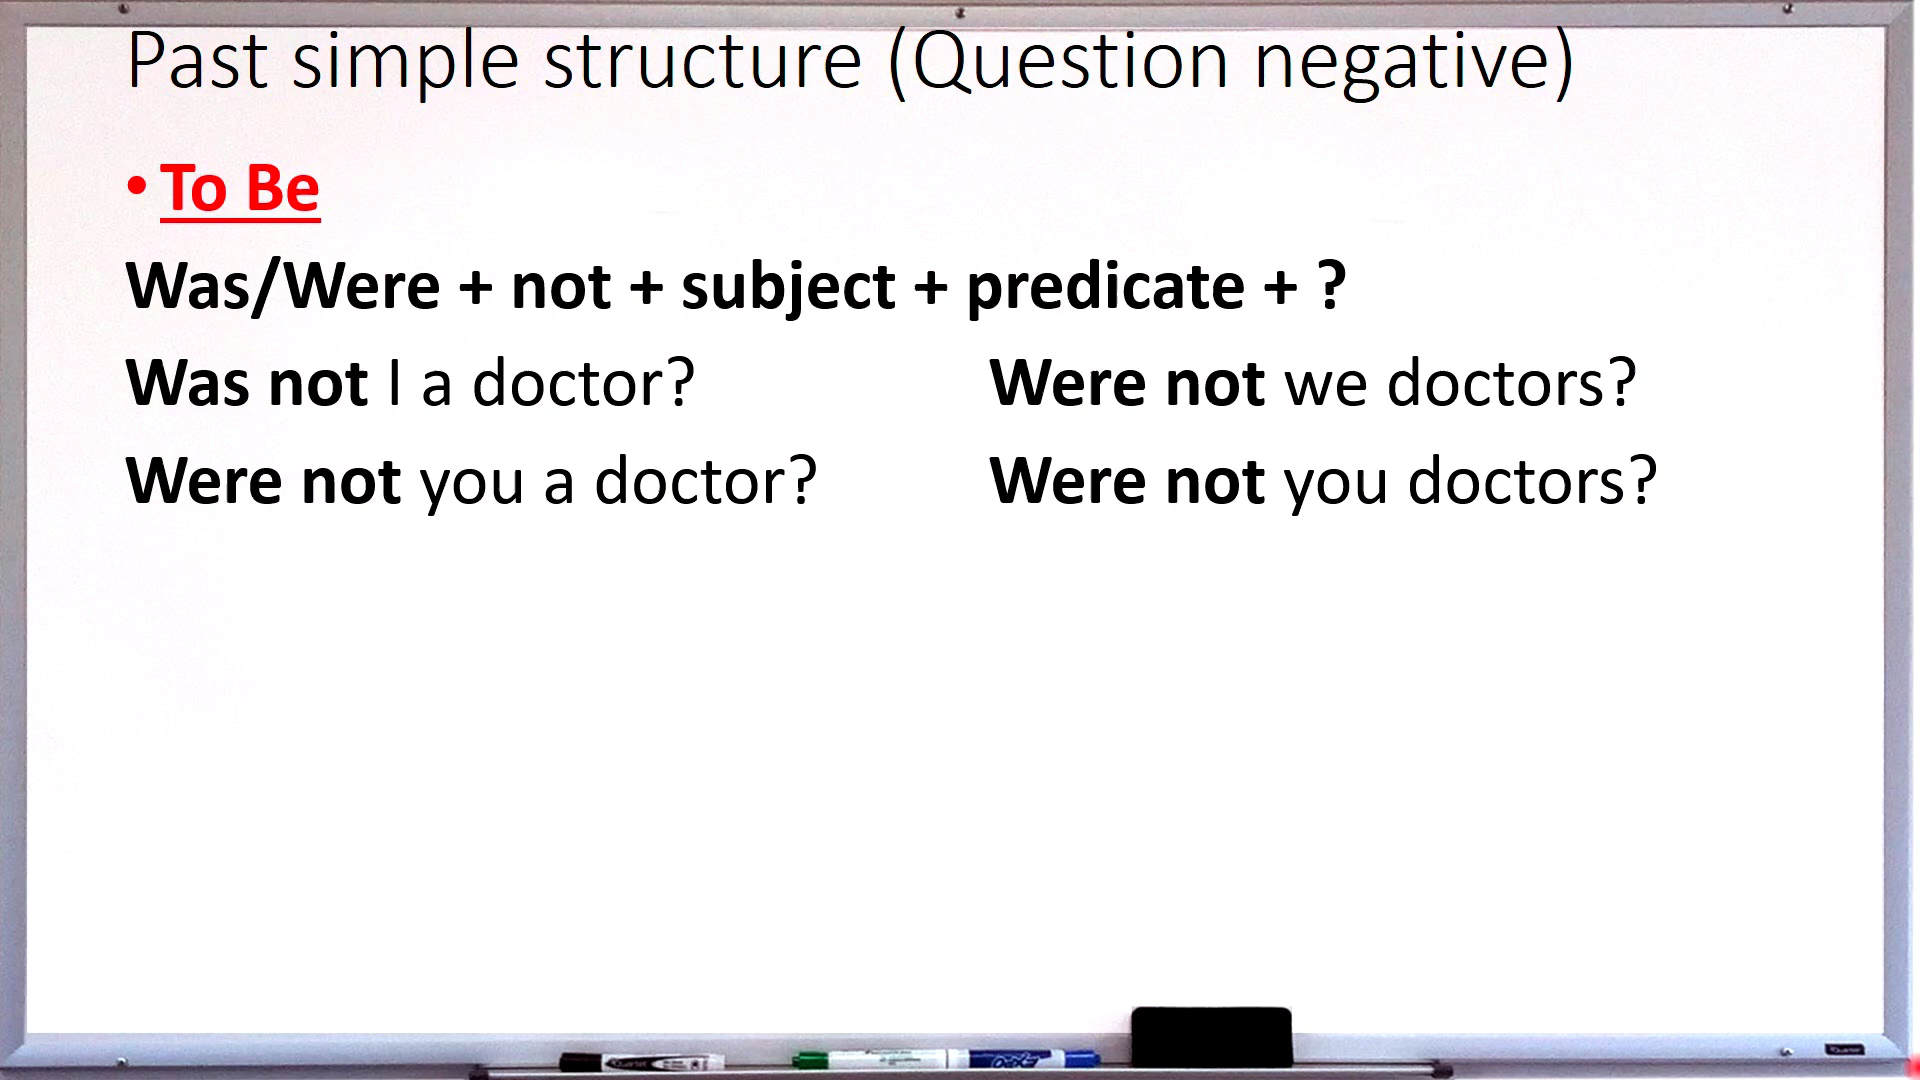 Past simple structure (Question negative)
• To Be
Was/Were + not + subject + predicate + ?
Was not I a doctor? Were not we doctors?
Were not you a doctor? Were not you doctors?